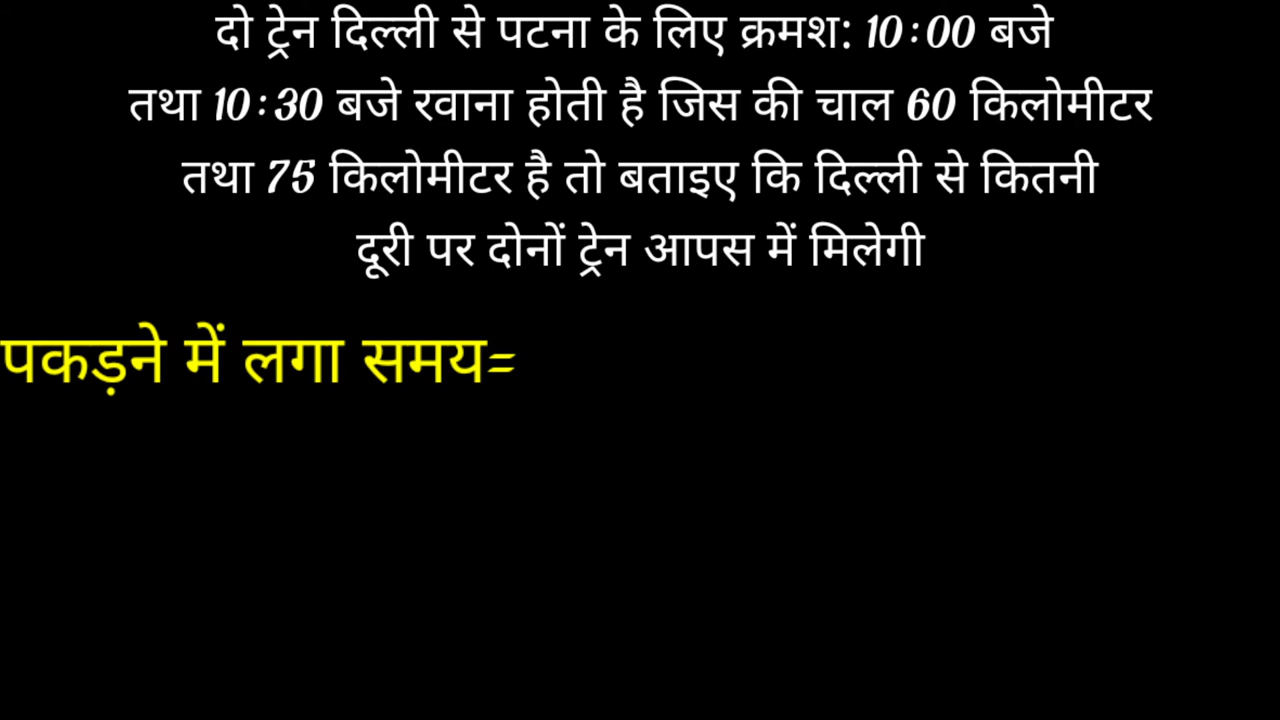 दो ट्रेन दिल्ली से पटना के लिए क्रमश: 10:00 बजे
तथा 10:30 बजे रवाना होती है जिस की चाल 60 किलोमीटर
तथा 75 किलोमीटर है तो बताइए कि दिल्ली से कितनी
दूरी पर दोनों ट्रेन आपस में मिलेगी
पकड़ने में लगा समय=